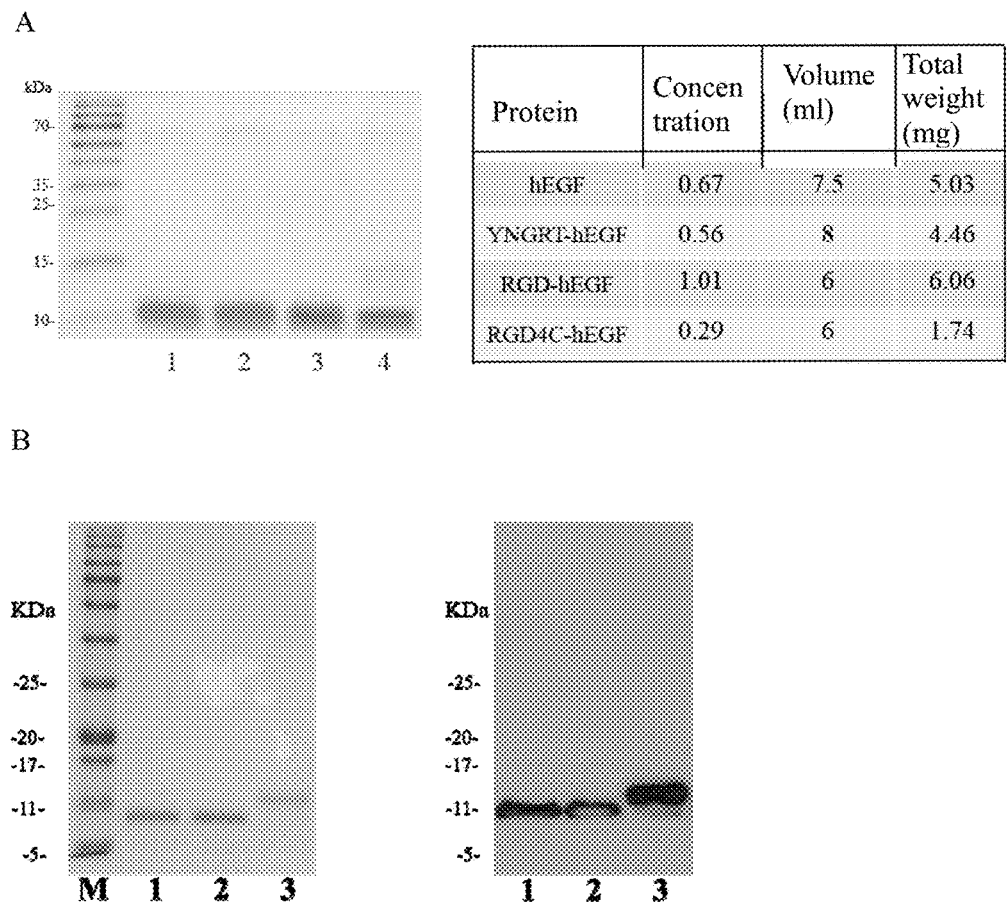 A
kDa
70-
35-
25-
15-
10-
1 2 3 4
Protein Concen tration Volume (ml) Total weight (mg)
hEGF 0.67 7.5 5.03
YNGRT-hEGF 0.56 8 4.46
RGD-hEGF 1.01 6 6.06
RGD4C-hEGF 0.29 6 1.74
B
KDa
-25-
-20-
-17-
-11-
-5-
M 1 2 3
KDa
-25-
-20-
-17-
-11-
-5-
1 2 3